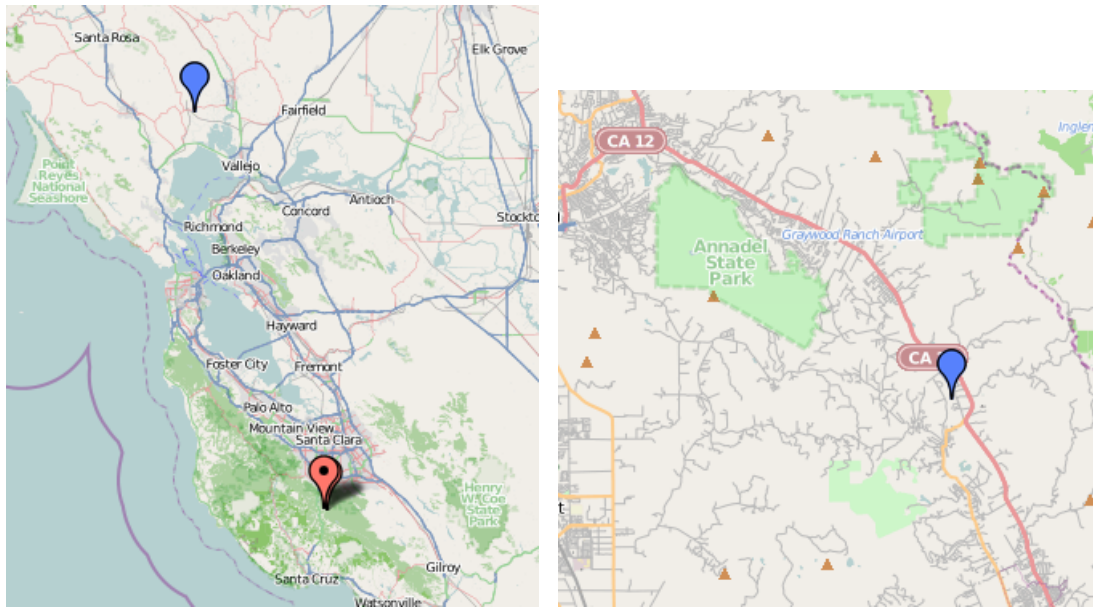 Santa Rosa
Elk Grove
Fairfield
Vallejo
Point
Reyes
National
Seashore
Antioch
Concord
Stockto
Richmond
Berkeley
Oakland
Hayward
Foster City
Fremont
Palo Alto
Mountain View
Santa Clara
Henry
W. Coe
State
Park
Gilroy
Santa Cruz
Watsonville
CA 12
Inglen
Graywood Ranch Airport
Annadel
State
Park
CA
t